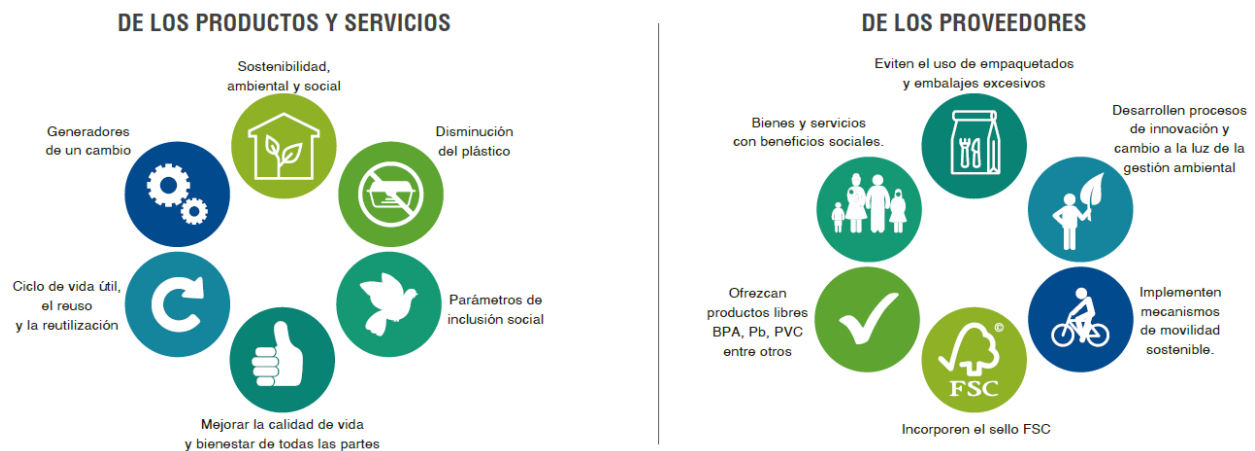 DE LOS PRODUCTOS Y SERVICIOS
Sostenibilidad,
ambiental y social
Generadores
de un cambio
Disminución
del plástico
Ciclo de vida útil,
el reuso
y la reutilización
Parámetros de
inclusión social
Mejorar la calidad de vida
y bienestar de todas las partes
DE LOS PROVEEDORES
Eviten el uso de empaquetados
y embalajes excesivos
Bienes y servicios
con beneficios sociales.
Desarrollen procesos
de innovación y
cambio a la luz de la
gestión ambiental
Ofrezcan
productos libres
BPA, Pb, PVC
entre otros
Implementen
mecanismos
de movilidad
sostenible.
©
FSC
Incorporen el sello FSC